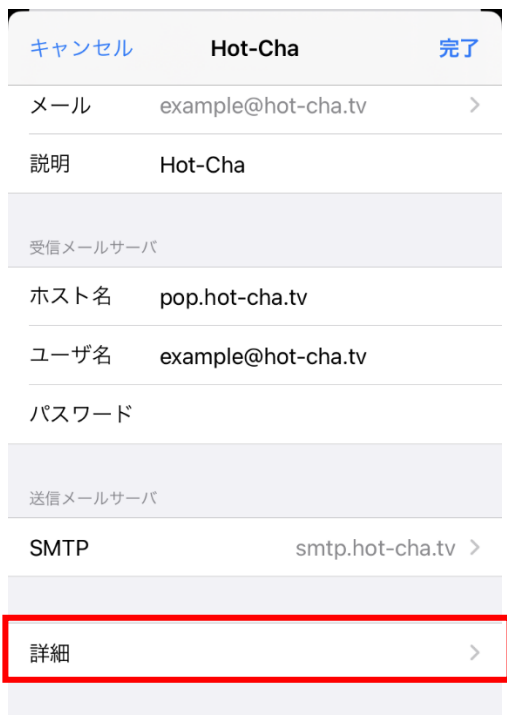 キャンセル Hot-Cha 完了
メール example@hot-cha.tv
説明 Hot-Cha
受信メールサーバ
ホスト名 pop.hot-cha.tv
ユーザ名 example@hot-cha.tv
パスワード
送信メールサーバ
SMTP smtp.hot-cha.tv
詳細